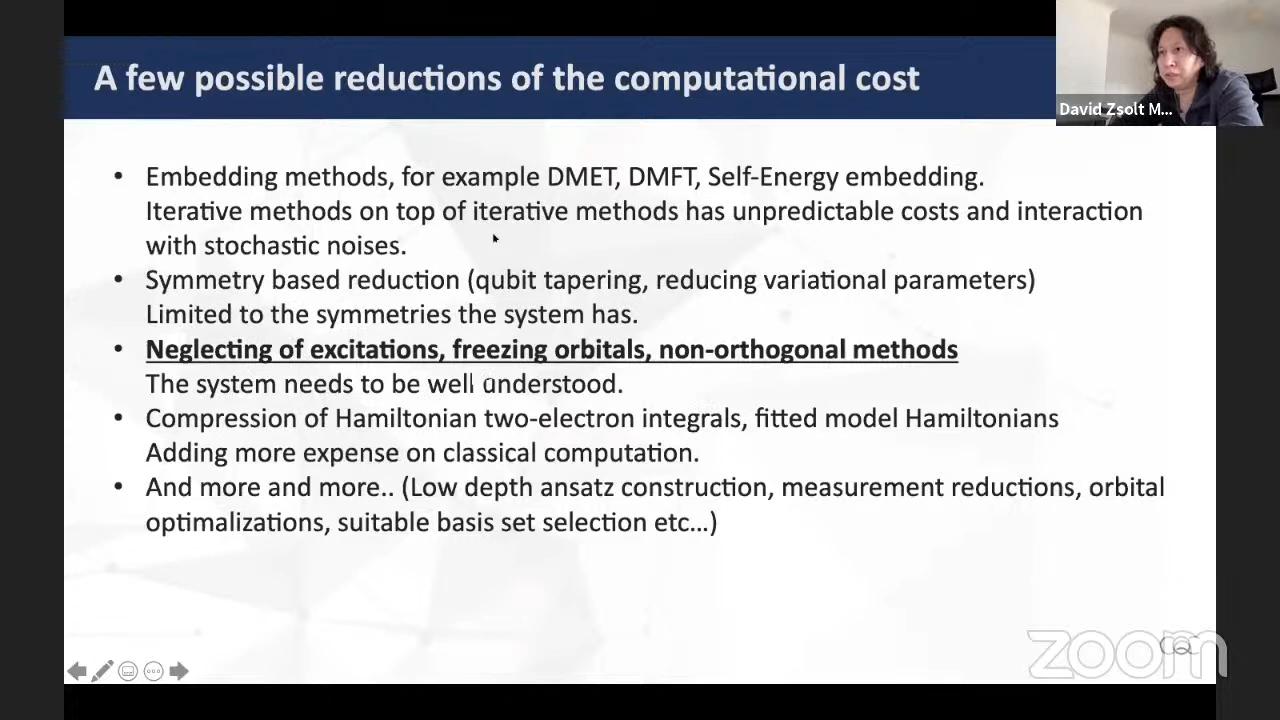 A few possible reductions of the computational cost
David Zsolt M...
• Embedding methods, for example DMET, DMFT, Self-Energy embedding.
Iterative methods on top of iterative methods has unpredictable costs and interaction
with stochastic noises.
• Symmetry based reduction (qubit tapering, reducing variational parameters)
Limited to the symmetries the system has.
• Neglecting of excitations, freezing orbitals, non-orthogonal methods
The system needs to be well understood.
• Compression of Hamiltonian two-electron integrals, fitted model Hamiltonians
Adding more expense on classical computation.
• And more and more.. (Low depth ansatz construction, measurement reductions, orbital
optimalizations, suitable basis set selection etc...)
CQC
zoom